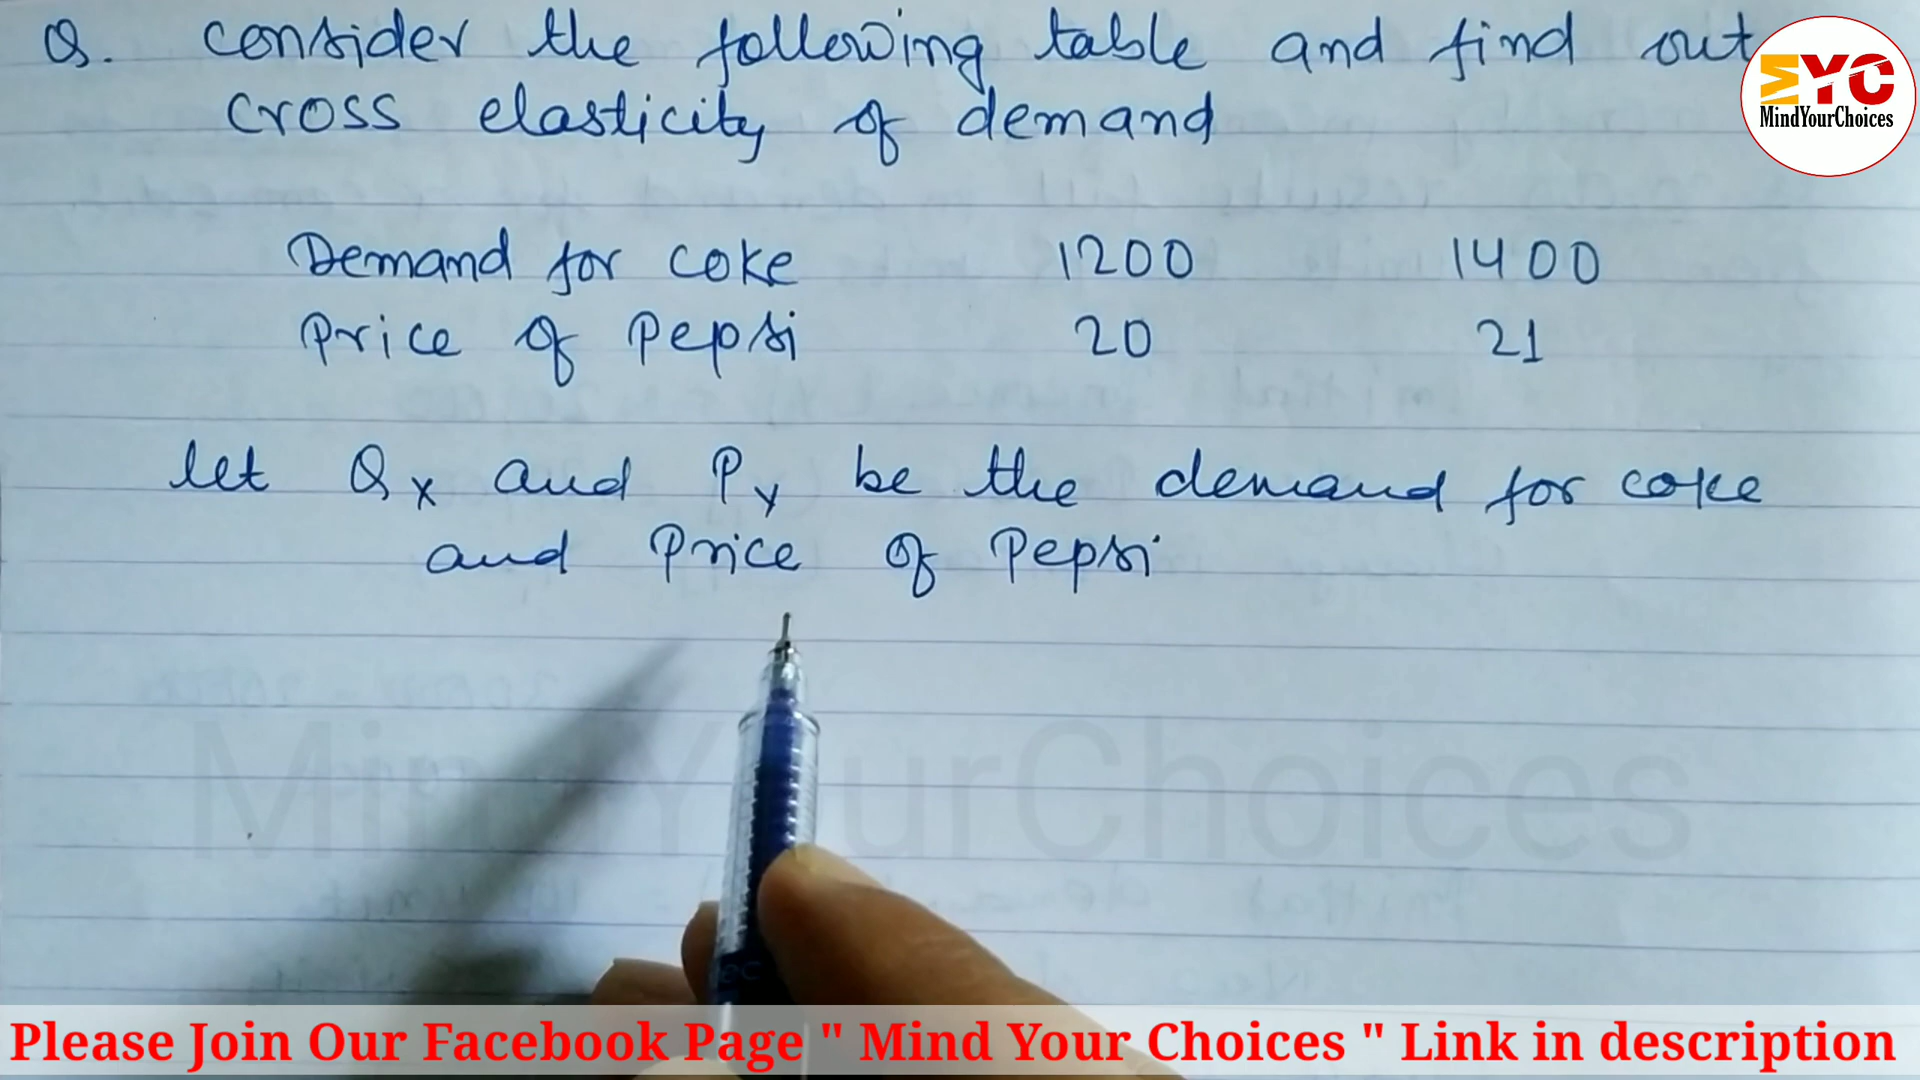 Q. Consider the following table and find out
cross elasticity of demand
MYC
MindYourChoices
Demand for coke 1200 1400
Price of Pepsi 20 21
let Qx and Py be the demand for coke
and Price of Pepsi
MindYourChoices
Please Join Our Facebook Page " Mind Your Choices " Link in description